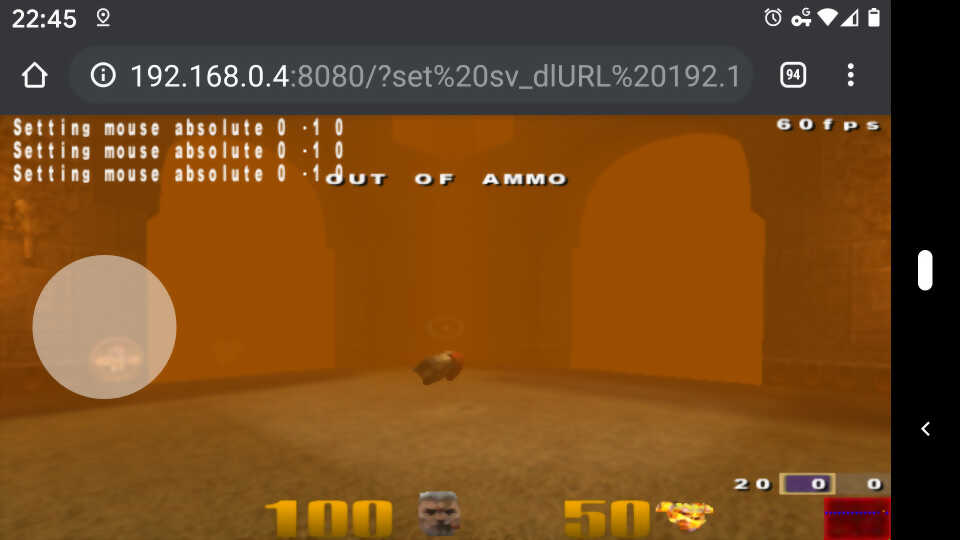 22:45
G
192.168.0.4:8080/?set%20sv_dlURL%20192.1
94
Setting mouse absolute 0 -1 0
Setting mouse absolute 0 -1 0
Setting mouse absolute 0 -1 0
60fps
OUT OF AMMO
20 0 0
100 50